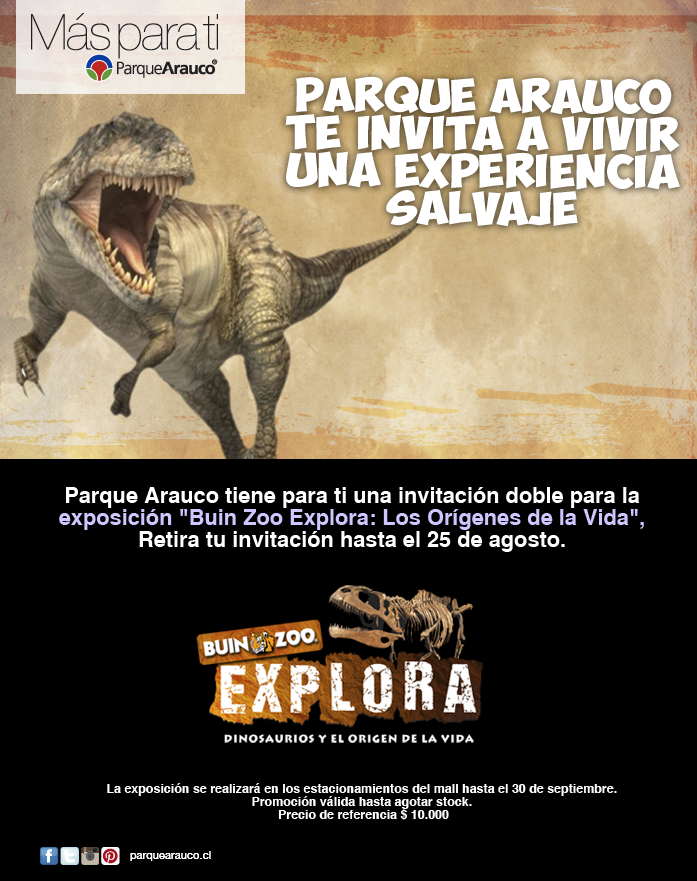 Más para ti
ParqueArauco®
PARQUE ARAUCO
TE INVITA A VIVIR
UNA EXPERIENCIA
SALVAJE
Parque Arauco tiene para ti una invitación doble para la
exposición "Buin Zoo Explora: Los Orígenes de la Vida",
Retira tu invitación hasta el 25 de agosto.
BUIN ZOO
EXPLORA
DINOSAURIOS Y EL ORIGEN DE LA VIDA
La exposición se realizará en los estacionamientos del mall hasta el 30 de septiembre.
Promoción válida hasta agotar stock.
Precio de referencia $ 10.000
parquearauco.cl